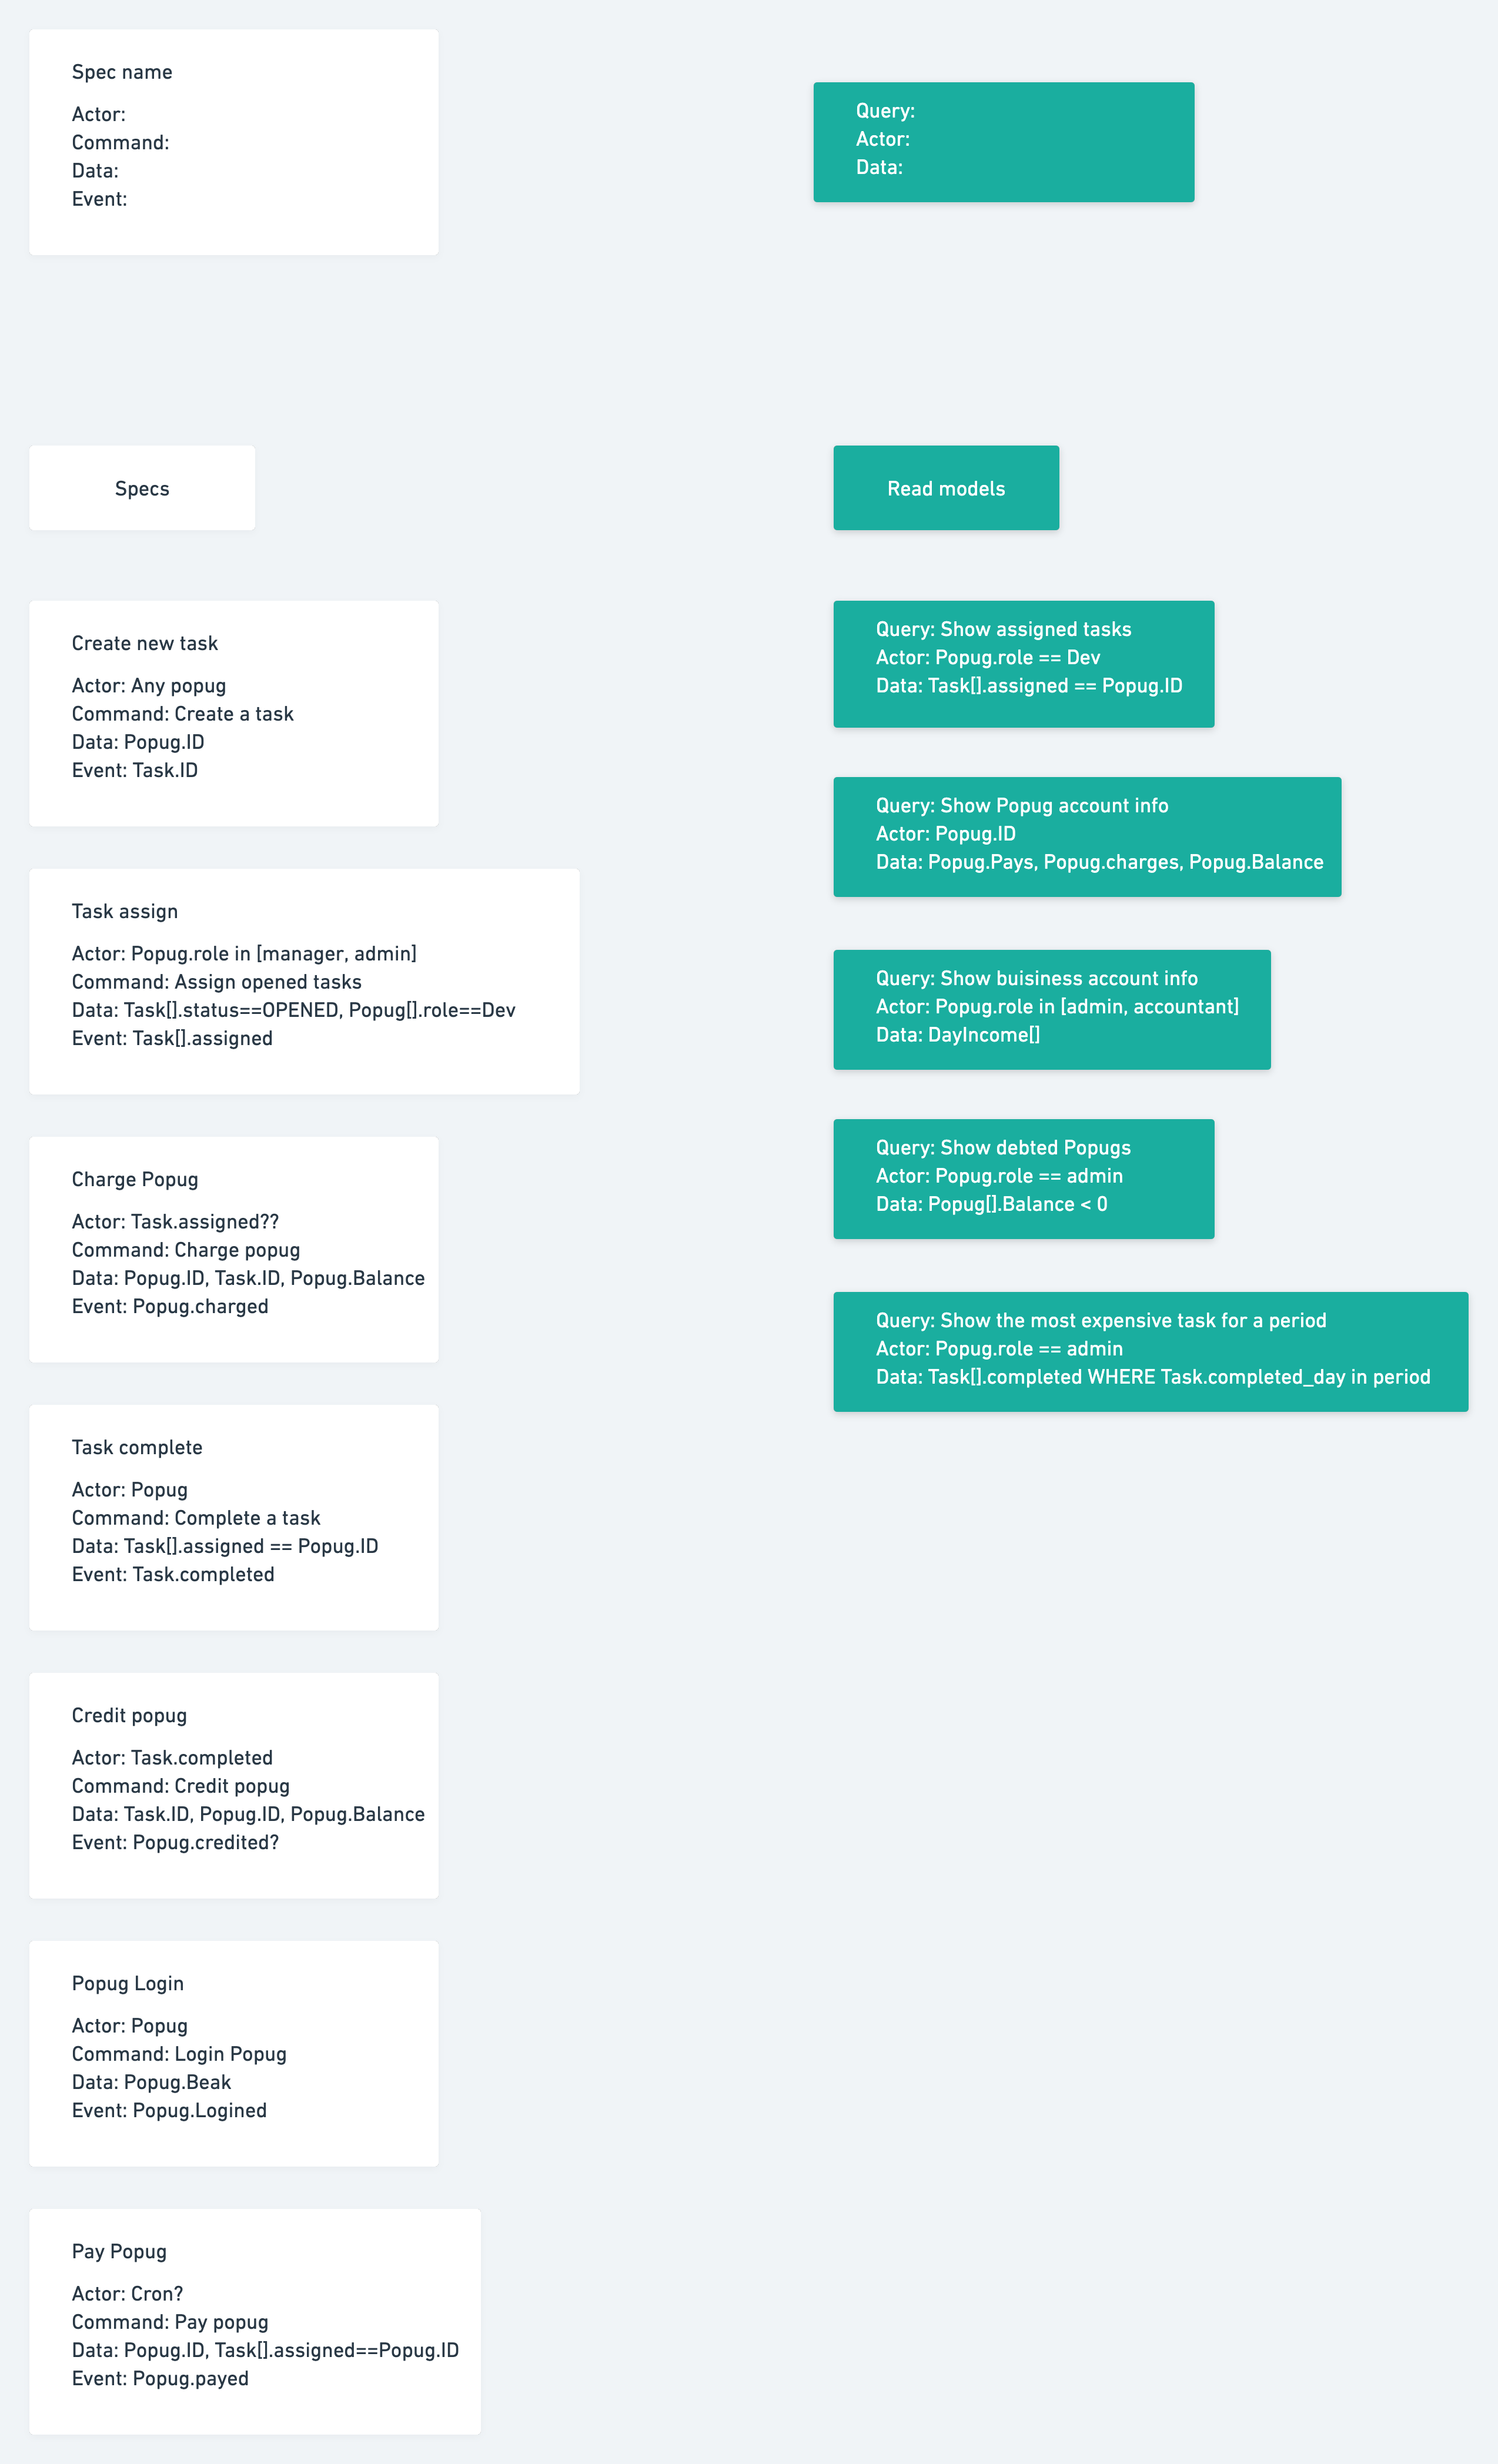 Spec name
Actor:
Command:
Data:
Event:
Query:
Actor:
Data:
Specs
Read models
Create new task
Actor: Any popug
Command: Create a task
Data: Popug.ID
Event: Task.ID
Task assign
Actor: Popug.role in [manager, admin]
Command: Assign opened tasks
Data: Task[].status==OPENED, Popug[].role==Dev
Event: Task[].assigned
Charge Popug
Actor: Task.assigned??
Command: Charge popug
Data: Popug.ID, Task.ID, Popug.Balance
Event: Popug.charged
Task complete
Actor: Popug
Command: Complete a task
Data: Task[].assigned == Popug.ID
Event: Task.completed
Credit popug
Actor: Task.completed
Command: Credit popug
Data: Task.ID, Popug.ID, Popug.Balance
Event: Popug.credited?
Popug Login
Actor: Popug
Command: Login Popug
Data: Popug.Beak
Event: Popug.Logined
Pay Popug
Actor: Cron?
Command: Pay popug
Data: Popug.ID, Task[].assigned==Popug.ID
Event: Popug.payed
Query: Show assigned tasks
Actor: Popug.role == Dev
Data: Task[].assigned == Popug.ID
Query: Show Popug account info
Actor: Popug.ID
Data: Popug.Pays, Popug.charges, Popug.Balance
Query: Show buisiness account info
Actor: Popug.role in [admin, accountant]
Data: DayIncome[]
Query: Show debted Popugs
Actor: Popug.role == admin
Data: Popug[].Balance < 0
Query: Show the most expensive task for a period
Actor: Popug.role == admin
Data: Task[].completed WHERE Task.completed_day in period